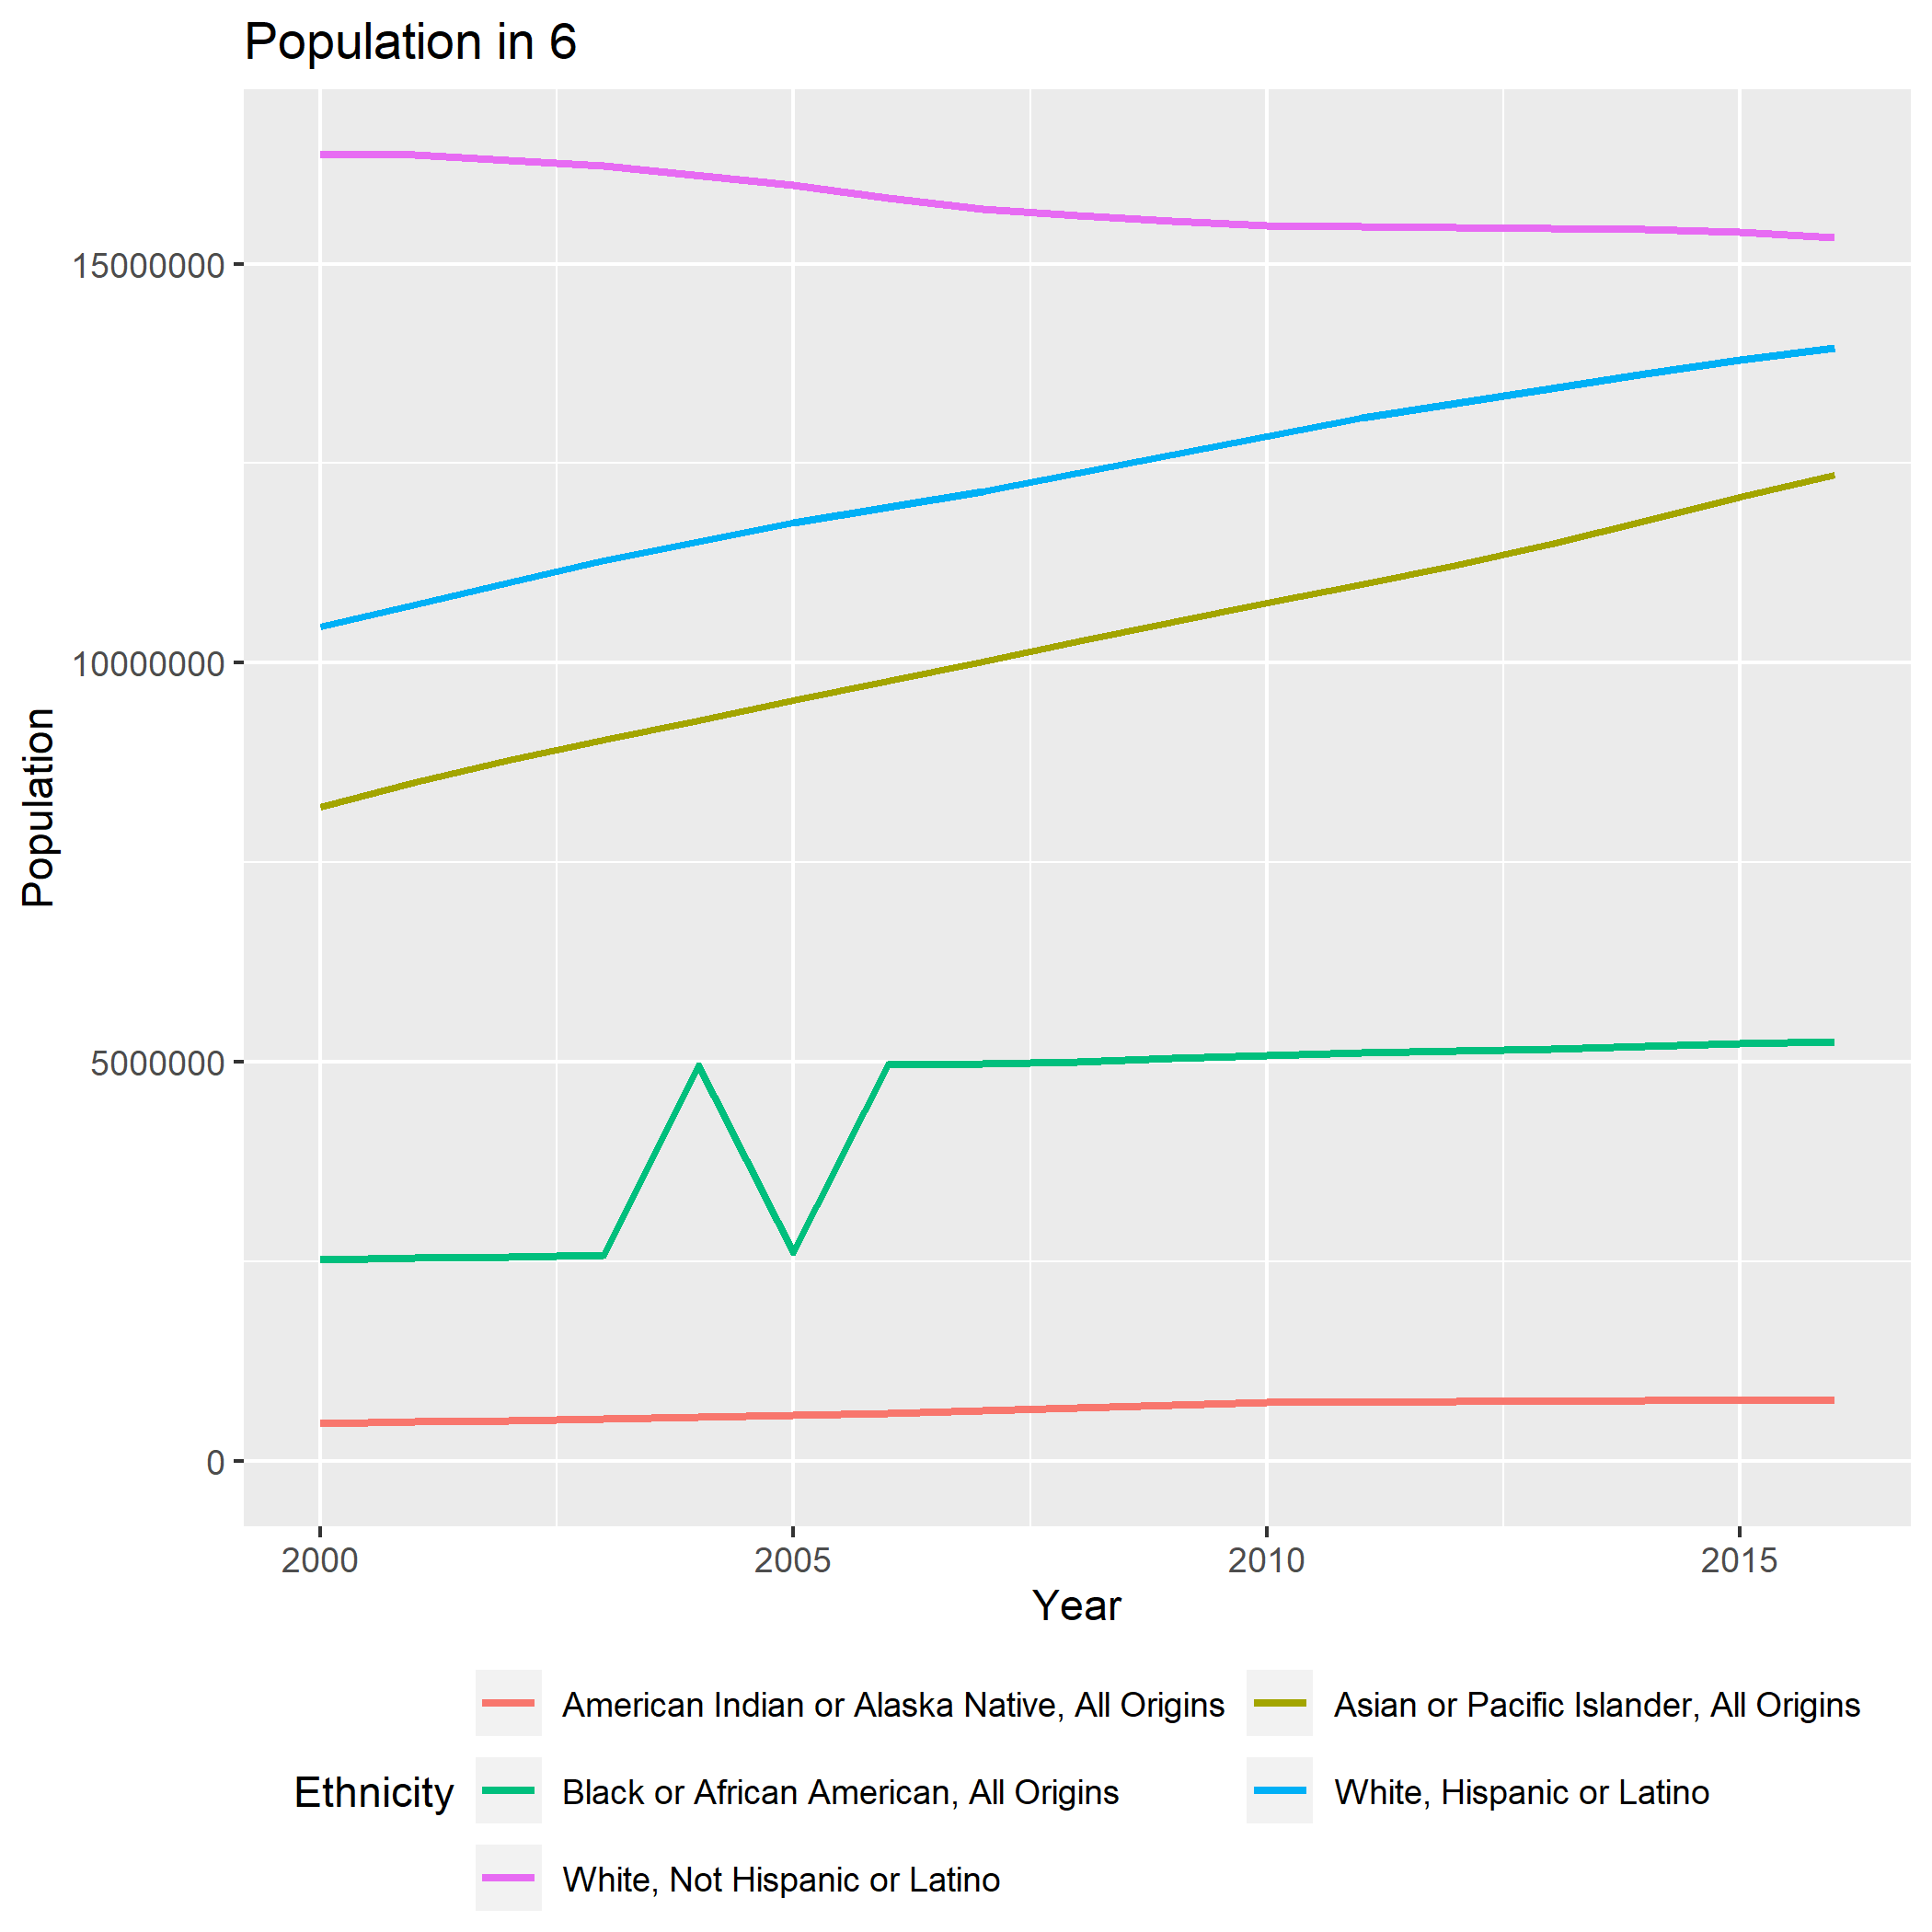 Population in 6
15000000
10000000
5000000
0
Population
2000 2005 2010 2015
Year
Ethnicity
American Indian or Alaska Native, All Origins
Asian or Pacific Islander, All Origins
Black or African American, All Origins
White, Hispanic or Latino
White, Not Hispanic or Latino